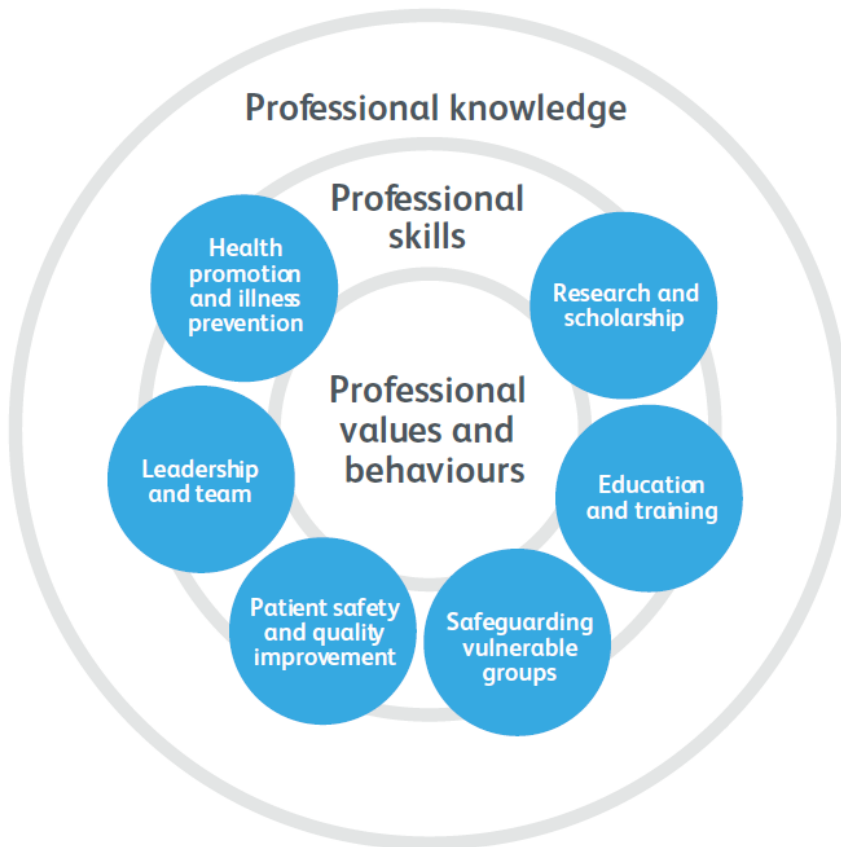 Professional knowledge
Professional
skills
Health
promotion
and illness
prevention
Research and
scholarship
Professional
values and
behaviours
Leadership
and team
Education
and training
Patient safety
and quality
improvement
Safeguarding
vulnerable
groups